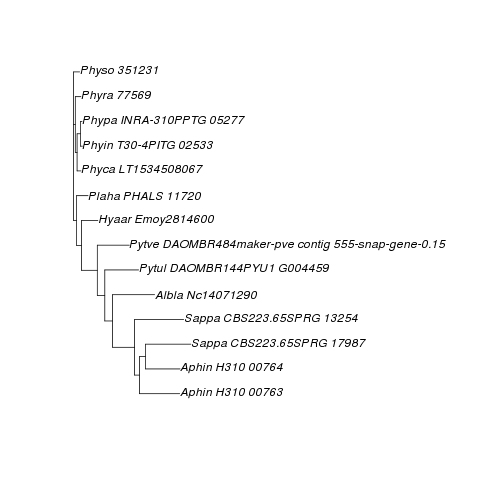 Physo 351231
Phyra 77569
Phypa INRA-310PPTG 05277
Phyin T30-4PITG 02533
Phyca LT1534508067
Plaha PHALS 11720
Hyaar Emoy2814600
Pytve DAOMBR484maker-pve contig 555-snap-gene-0.15
Pytul DAOMBR144PYU1 G004459
Albla Nc14071290
Sappa CBS223.65SPRG 13254
Sappa CBS223.65SPRG 17987
Aphin H310 00764
Aphin H310 00763